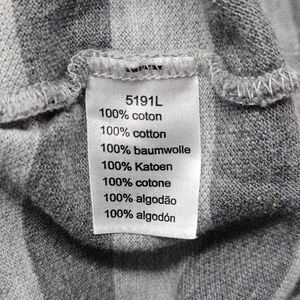 5191L
100% coton
100% cotton
100% baumwolle
100% Katoen
100% cotone
100% algodão
100% algodón